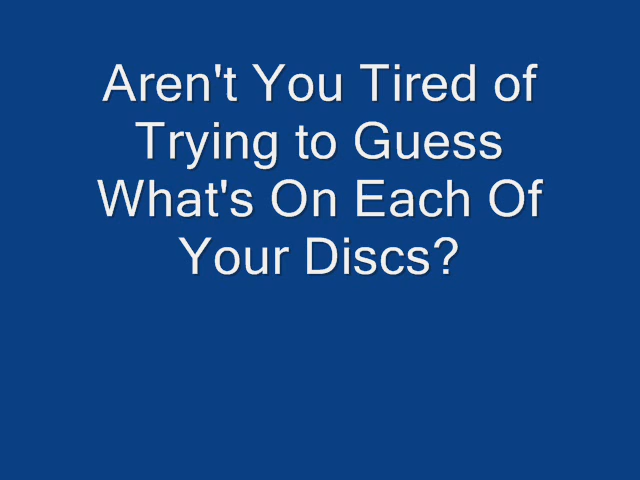 Aren't You Tired of
Trying to Guess
What's On Each Of
Your Discs?